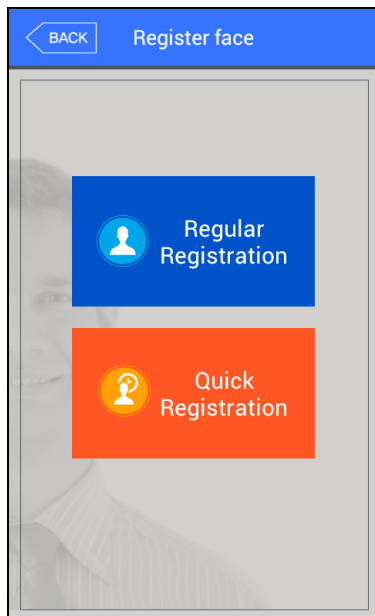 BACK
Register face
Regular
Registration
Quick
Registration